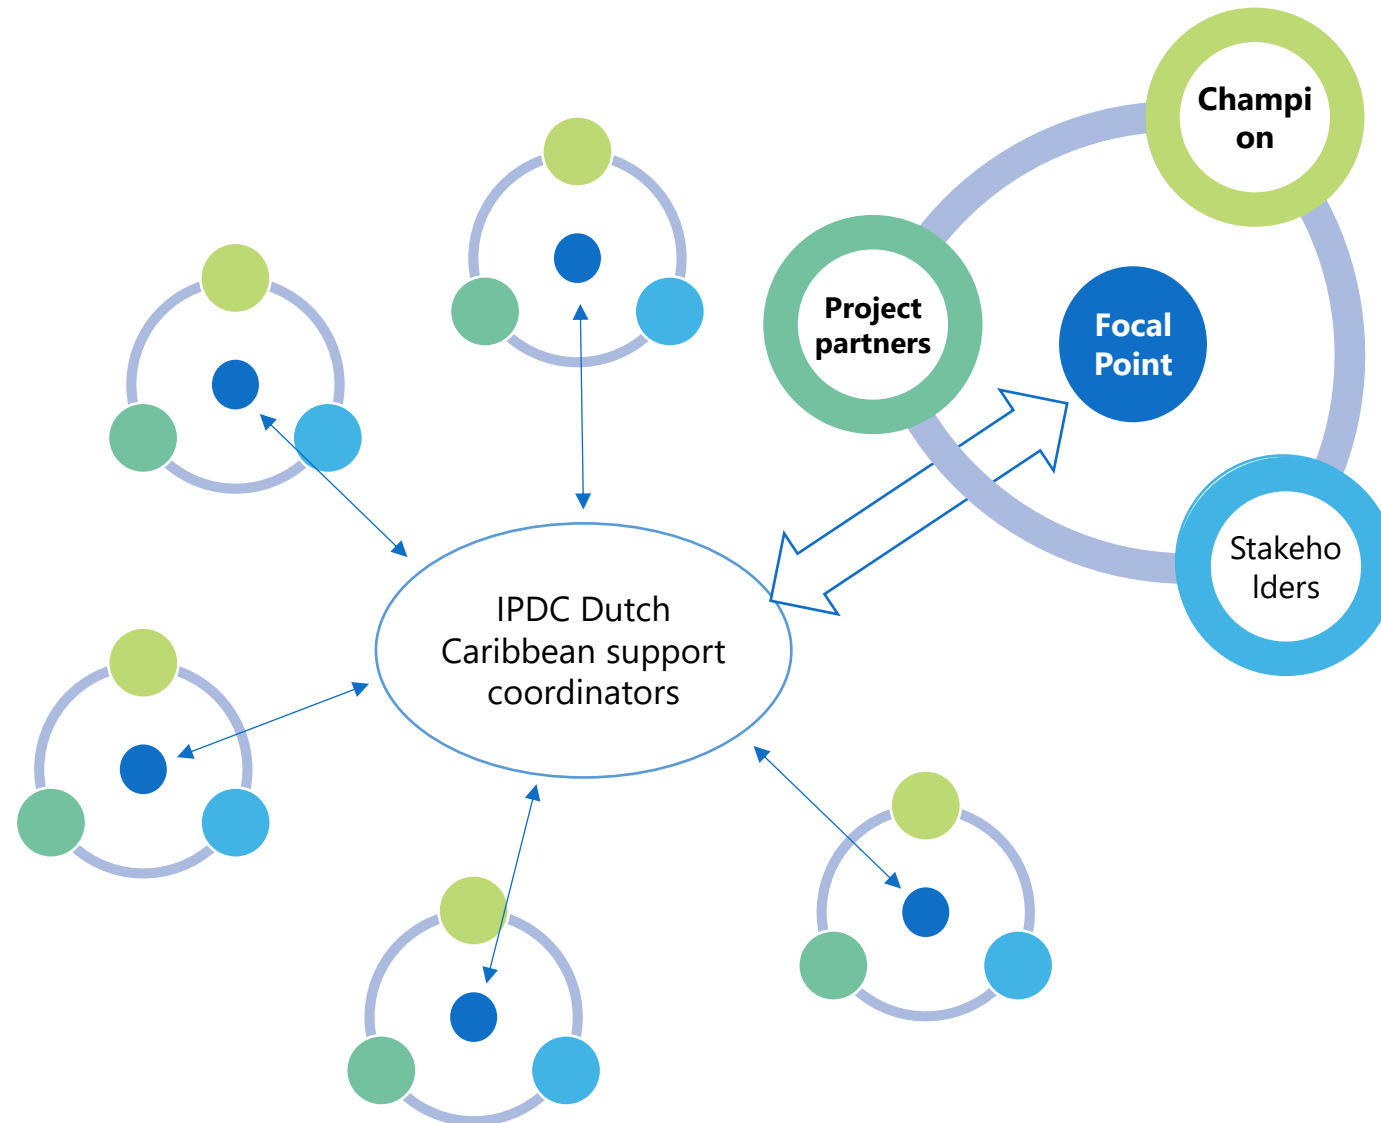 Champi
on
Project
partners
Focal
Point
Stakeho
lders
IPDC Dutch
Caribbean support
coordinators